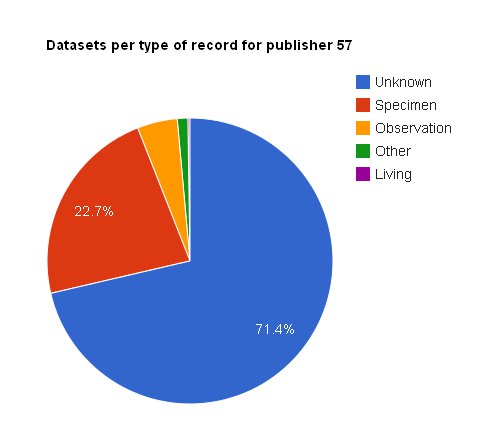 Datasets per type of record for publisher 57
Unknown
Specimen
Observation
Other
Living
22.7%
71.4%